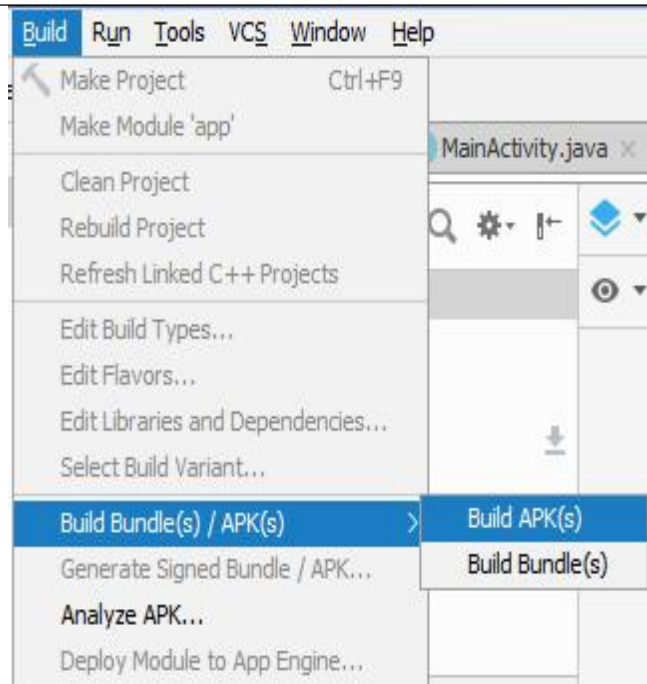 Build Run Tools VCS Window Help
Make Project Ctrl+F9
Make Module 'app'
MainActivity.java
Clean Project
Rebuild Project
Refresh Linked C++ Projects
Edit Build Types...
Edit Flavors...
Edit Libraries and Dependencies...
Select Build Variant...
Build Bundle(s) / APK(s)
Build APK(s)
Build Bundle(s)
Generate Signed Bundle / APK...
Analyze APK...
Deploy Module to App Engine...